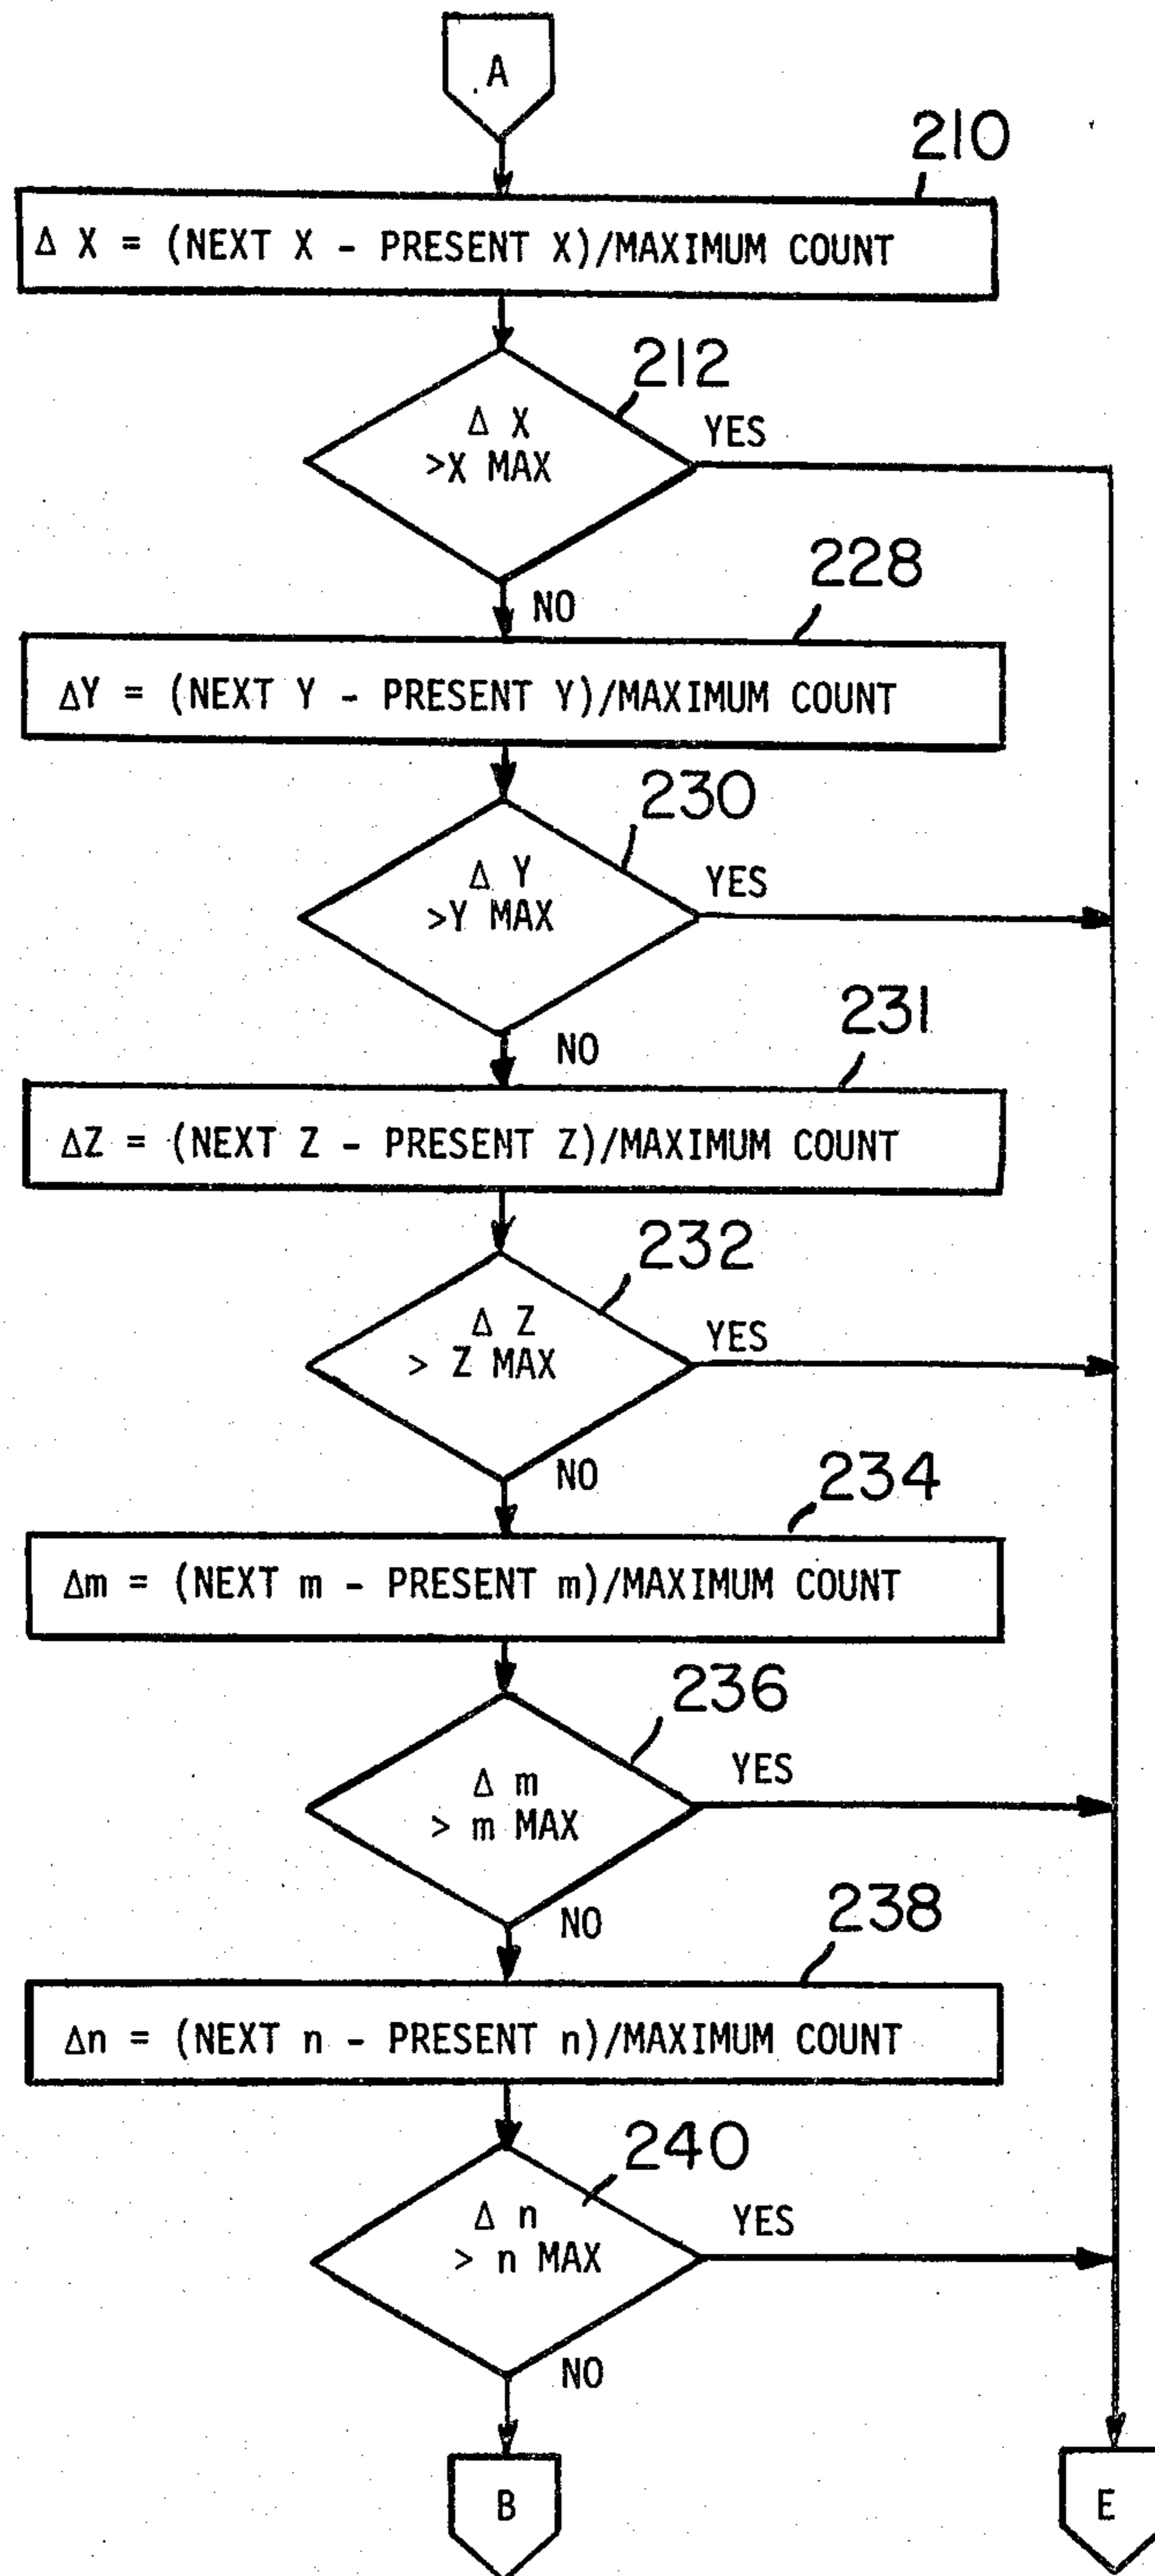 A
210
Δ X = (NEXT X - PRESENT X)/MAXIMUM COUNT
212
Δ X
>X MAX
YES
NO
228
ΔY = (NEXT Y - PRESENT Y)/MAXIMUM COUNT
230
Δ Y
>Y MAX
YES
NO
231
ΔZ = (NEXT Z - PRESENT Z)/MAXIMUM COUNT
232
Δ Z
> Z MAX
YES
NO
234
Δm = (NEXT m - PRESENT m)/MAXIMUM COUNT
236
Δ m
> m MAX
YES
NO
238
Δn = (NEXT n - PRESENT n)/MAXIMUM COUNT
240
Δ n
> n MAX
YES
NO
B
E